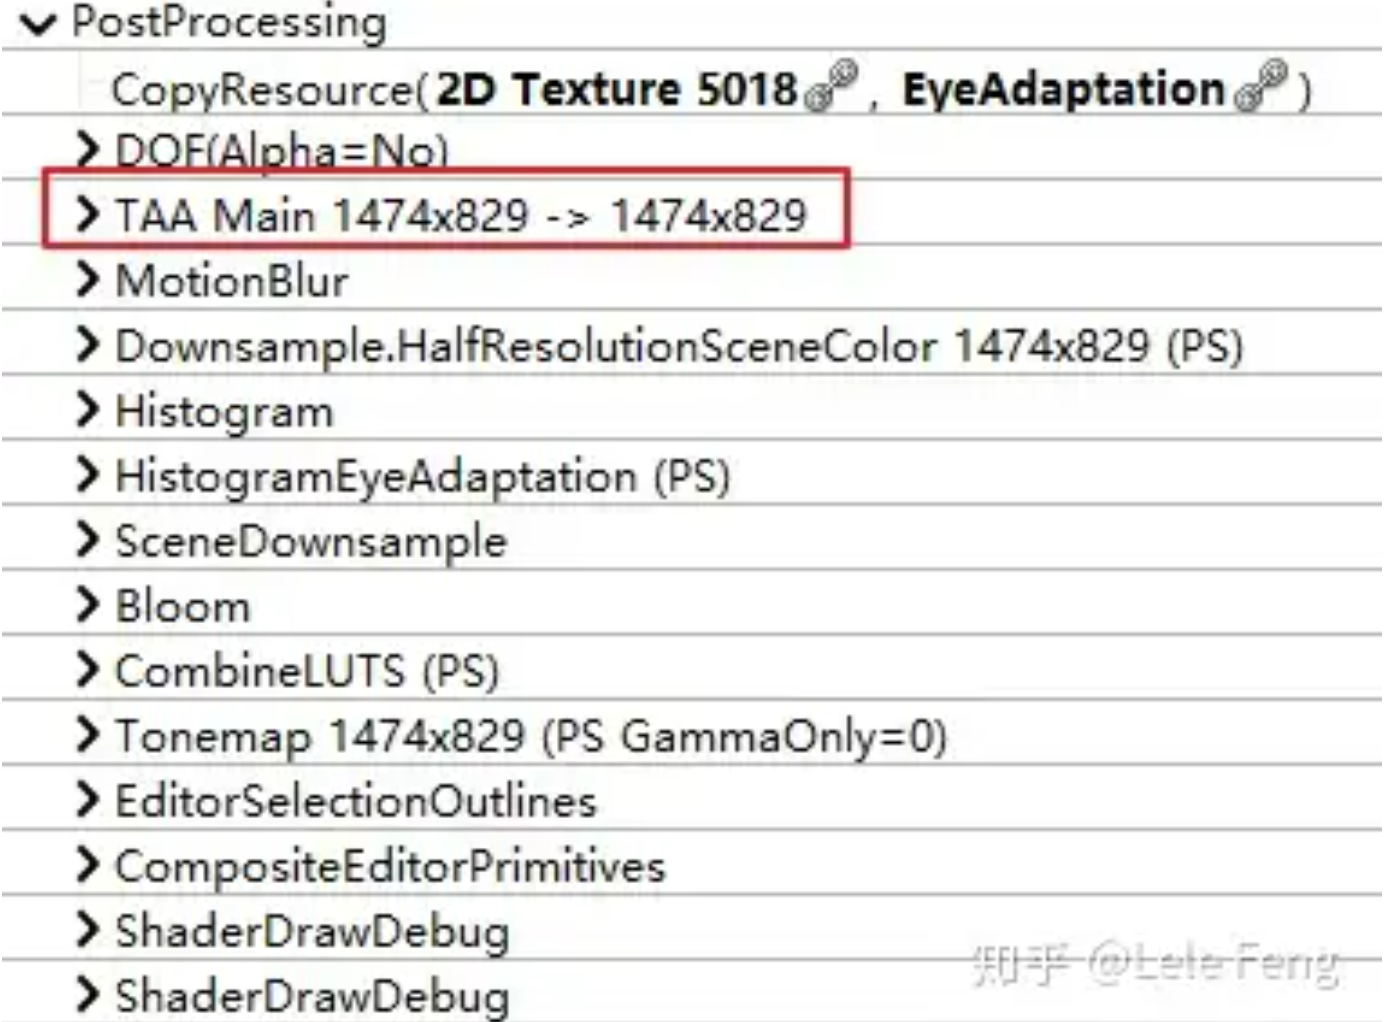 PostProcessing
CopyResource(2D Texture 5018, EyeAdaptation)
DOF(Alpha=No)
TAA Main 1474x829 -> 1474x829
MotionBlur
Downsample.HalfResolutionSceneColor 1474x829 (PS)
Histogram
HistogramEyeAdaptation (PS)
SceneDownsample
Bloom
CombineLUTS (PS)
Tonemap 1474x829 (PS GammaOnly=0)
EditorSelectionOutlines
CompositeEditorPrimitives
ShaderDrawDebug
知乎 @Lele Feng
ShaderDrawDebug